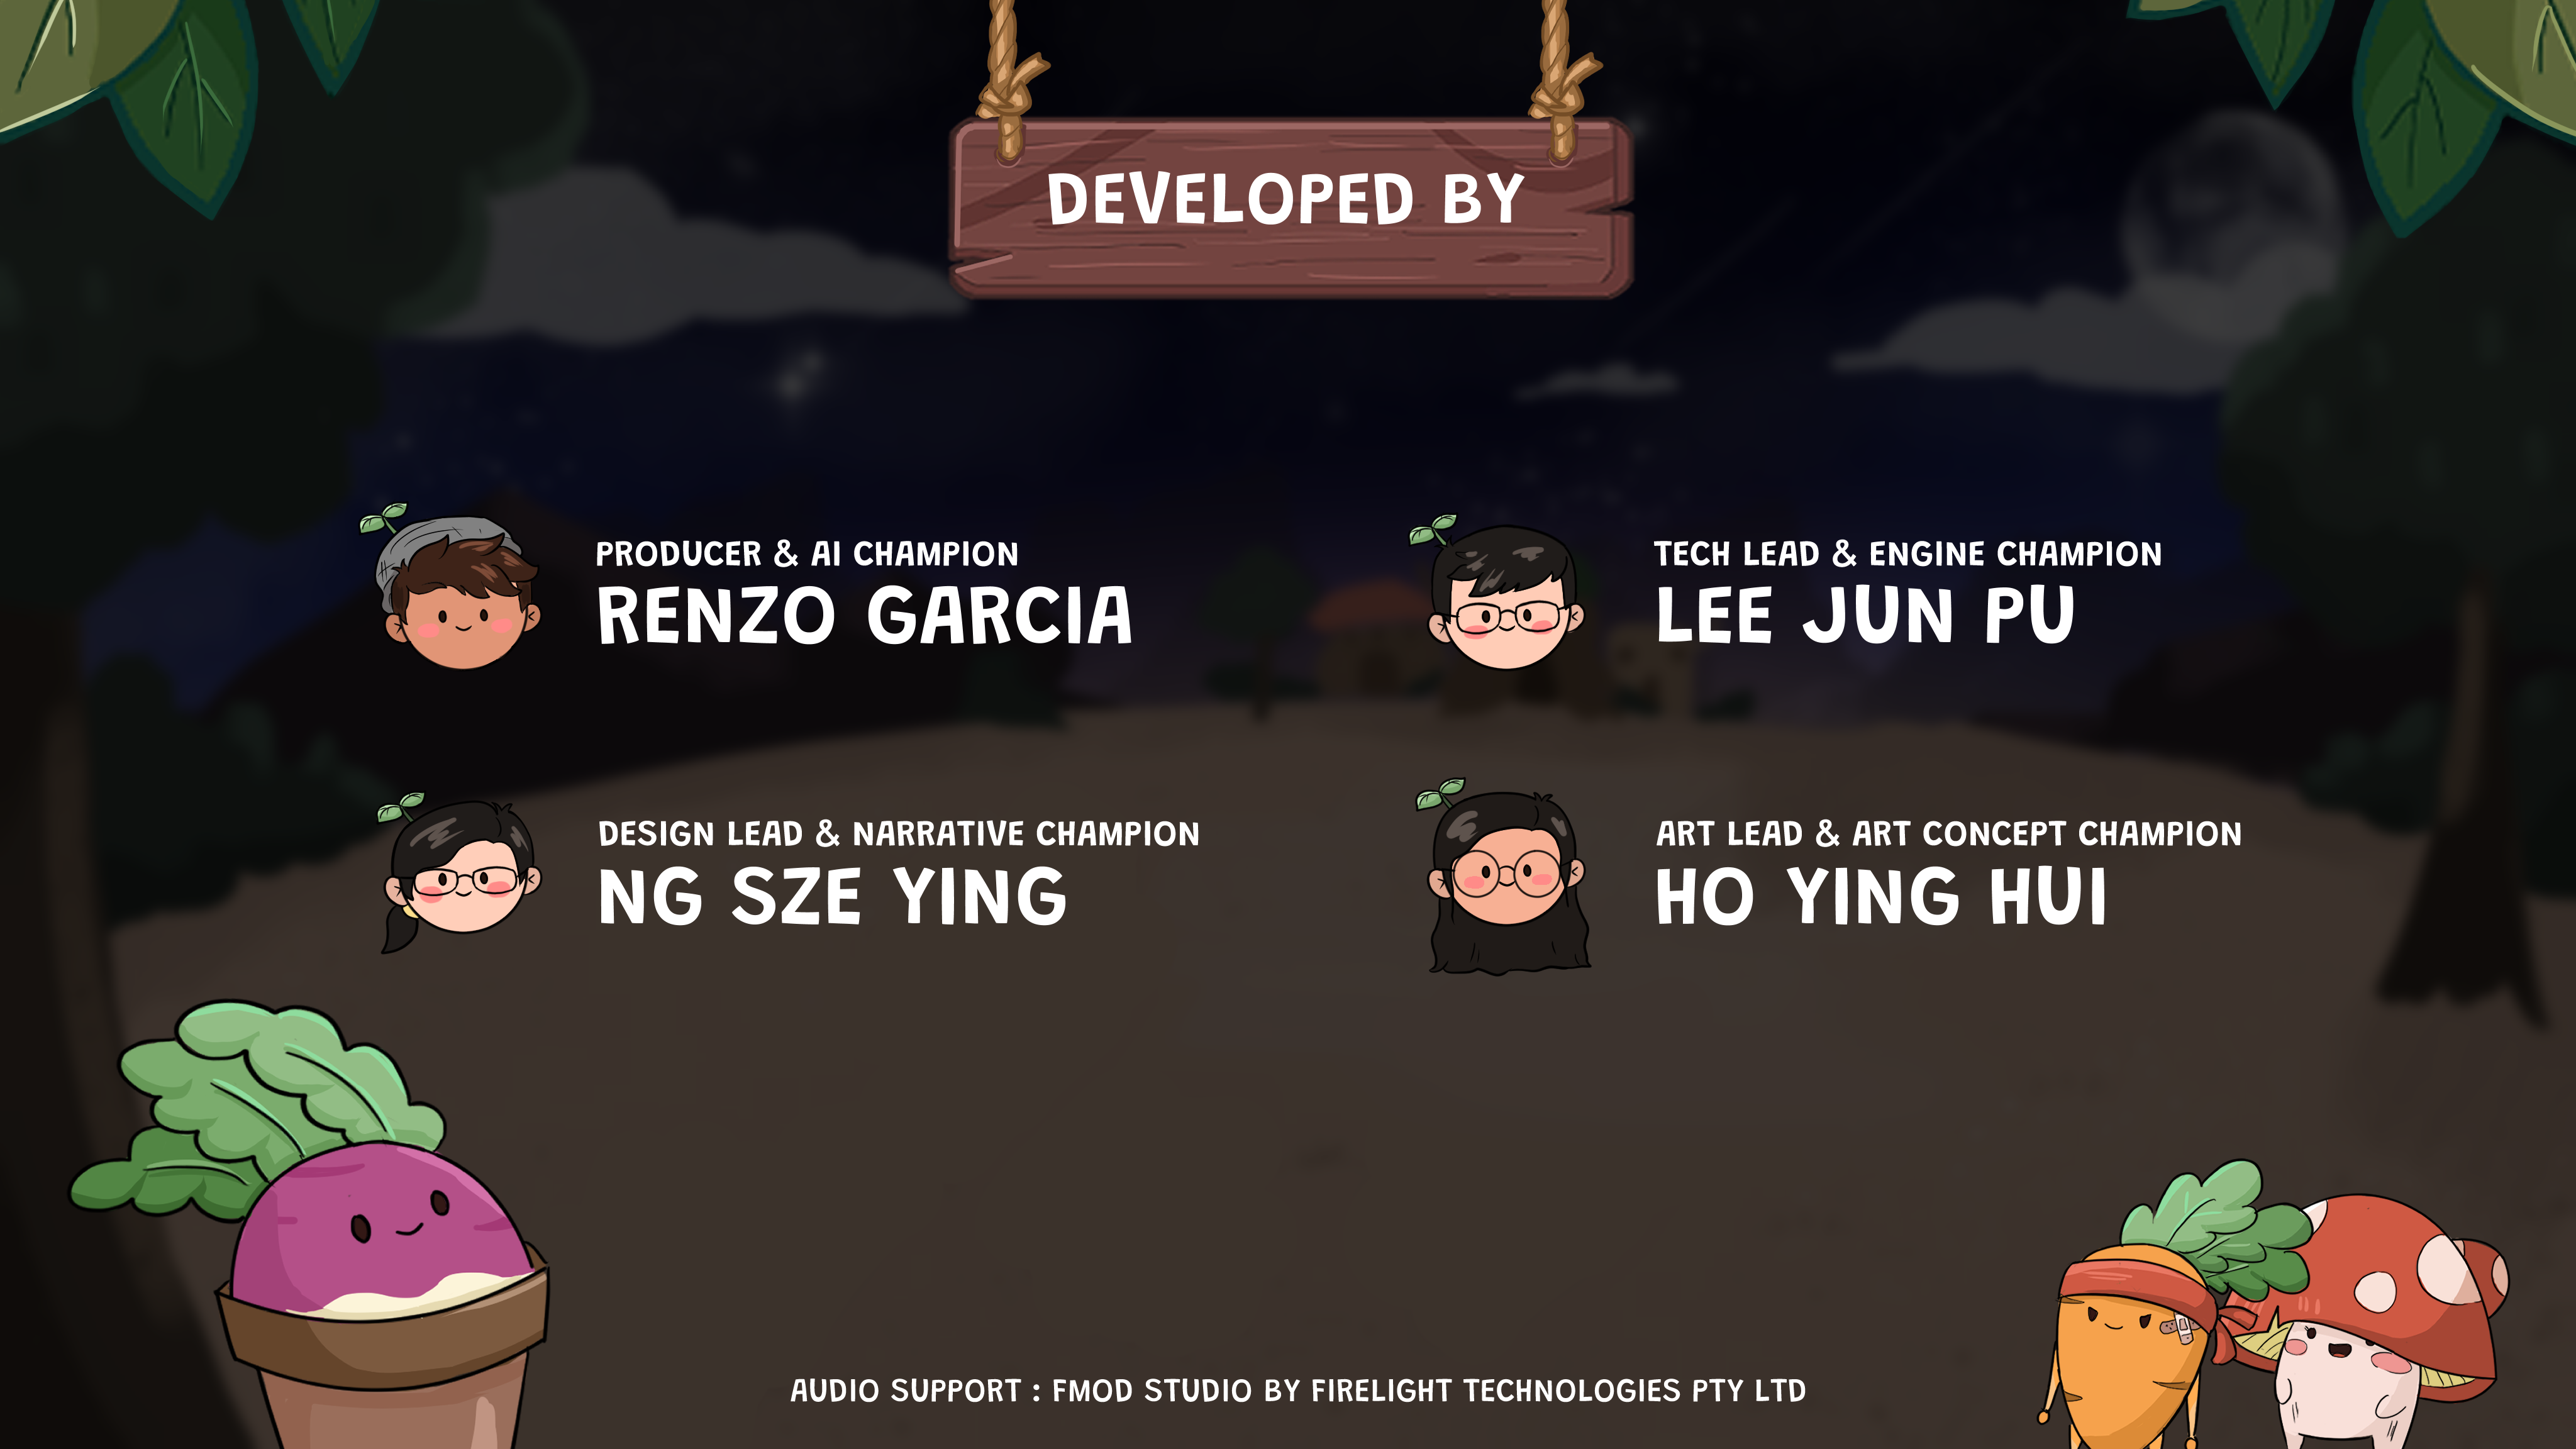 DEVELOPED BY
PRODUCER & AI CHAMPION
RENZO GARCIA
TECH LEAD & ENGINE CHAMPION
LEE JUN PU
DESIGN LEAD & NARRATIVE CHAMPION
NG SZE YING
ART LEAD & ART CONCEPT CHAMPION
HO YING HUI
AUDIO SUPPORT : FMOD STUDIO BY FIRELIGHT TECHNOLOGIES PTY LTD